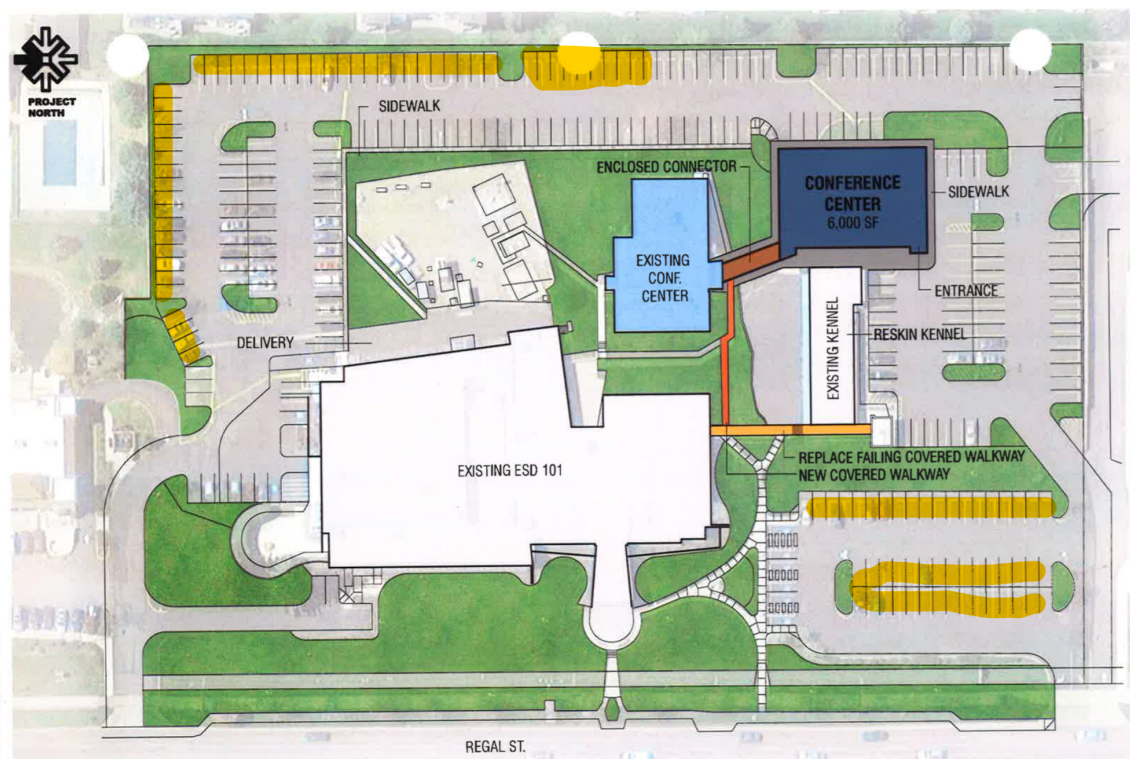 PROJECT
NORTH
SIDEWALK
ENCLOSED CONNECTOR
CONFERENCE
CENTER
6,000 SF
SIDEWALK
EXISTING
CONF.
CENTER
ENTRANCE
DELIVERY
EXISTING KENNEL
RESKIN KENNEL
EXISTING ESD 101
REPLACE FAILING COVERED WALKWAY
NEW COVERED WALKWAY
REGAL ST.